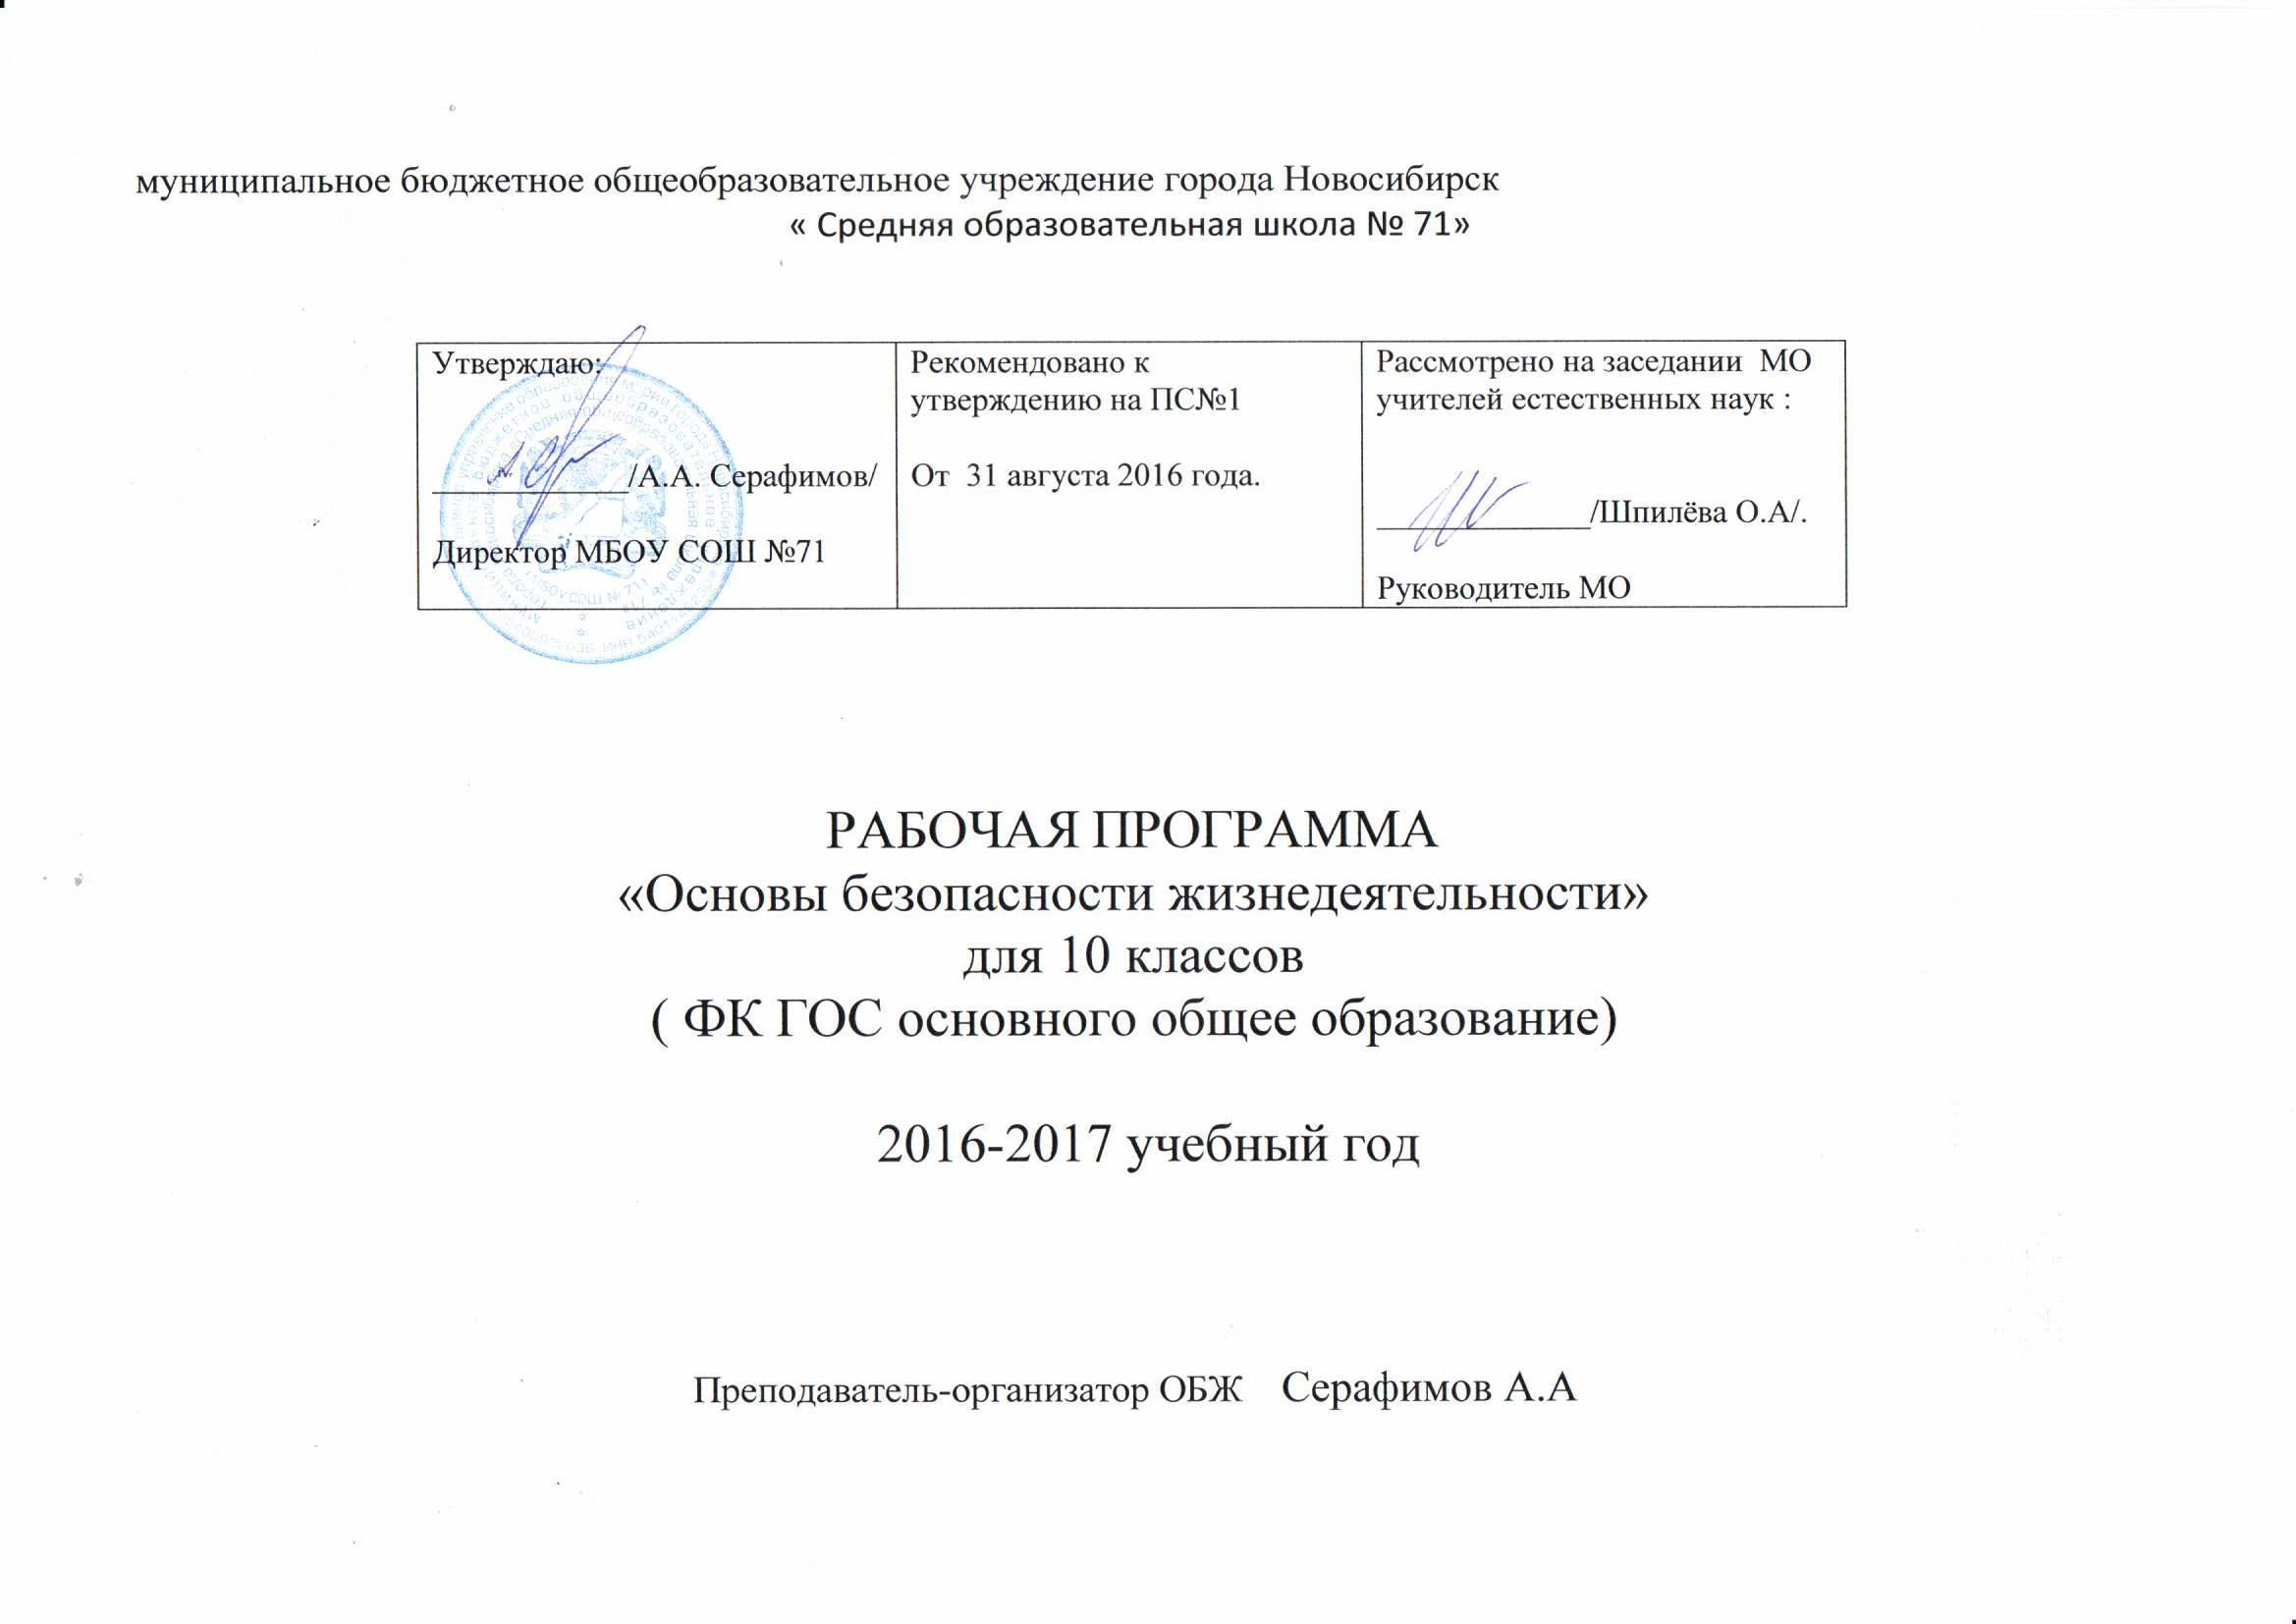 муниципальное бюджетное общеобразовательное учреждение города Новосибирск
« Средняя образовательная школа № 71»
Утверждаю:
/А.А. Серафимов/
Директор МБОУ СОШ №71
Рекомендовано к
утверждению на ПС№1
От 31 августа 2016 года.
Рассмотрено на заседании МО
учителей естественных наук :
/Шпилёва О.А/.
Руководитель МО
РАБОЧАЯ ПРОГРАММА
«Основы безопасности жизнедеятельности»
для 10 классов
( ФК ГОС основного общее образование)
2016-2017 учебный год
Преподаватель-организатор ОБЖ Серафимов А.А